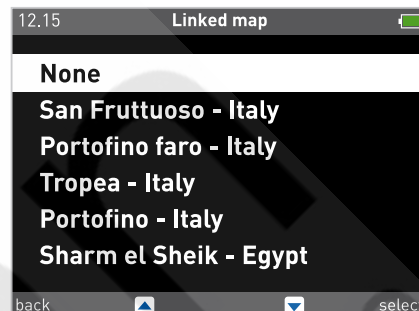 12.15 Linked map
None
San Fruttuoso - Italy
Portofino faro - Italy
Tropea - Italy
Portofino - Italy
Sharm el Sheik - Egypt
back selec